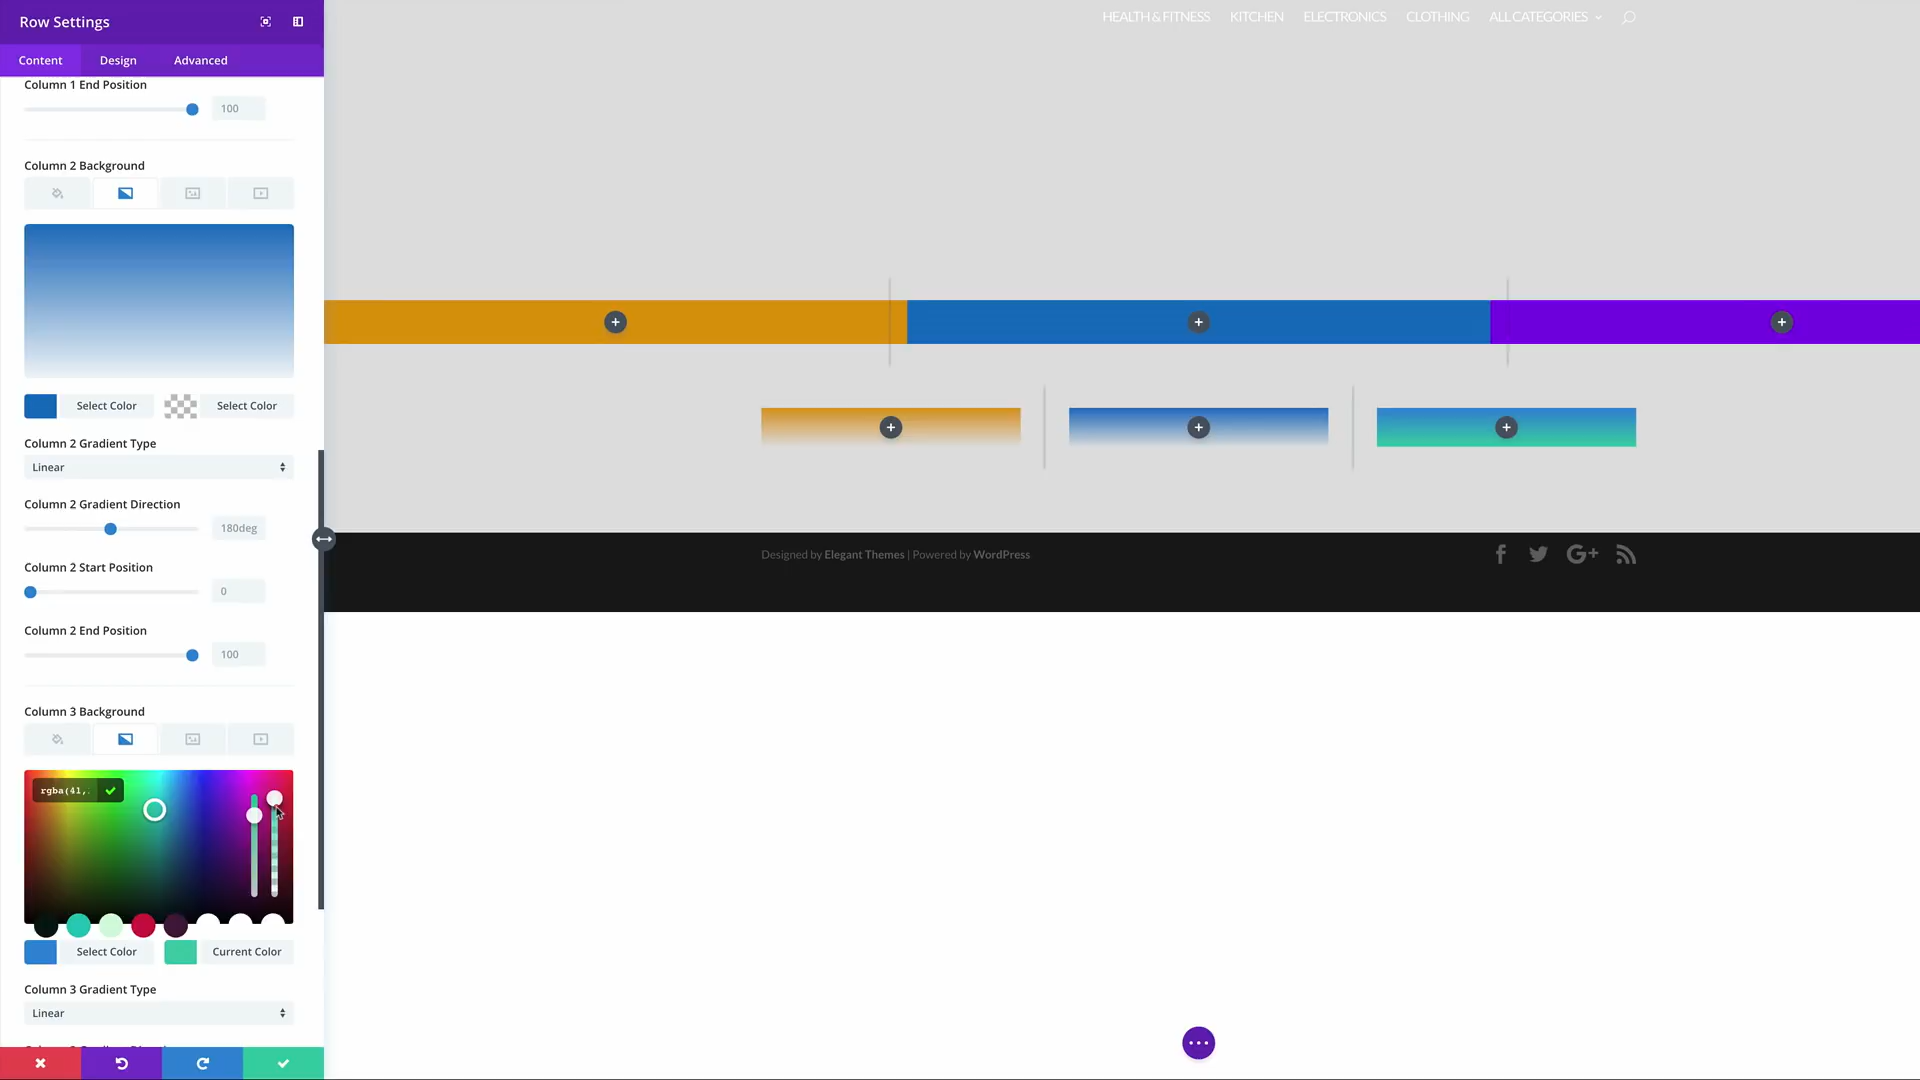 Row Settings
HEALTH & FITNESS KITCHEN ELECTRONICS CLOTHING ALL CATEGORIES
Content Design Advanced
Column 1 End Position
100
Column 2 Background
Select Color Select Color
Column 2 Gradient Type
Linear
Column 2 Gradient Direction
180deg
Column 2 Start Position
0
Column 2 End Position
100
Column 3 Background
rgba(41,
Select Color Current Color
Column 3 Gradient Type
Linear
Designed by Elegant Themes | Powered by WordPress